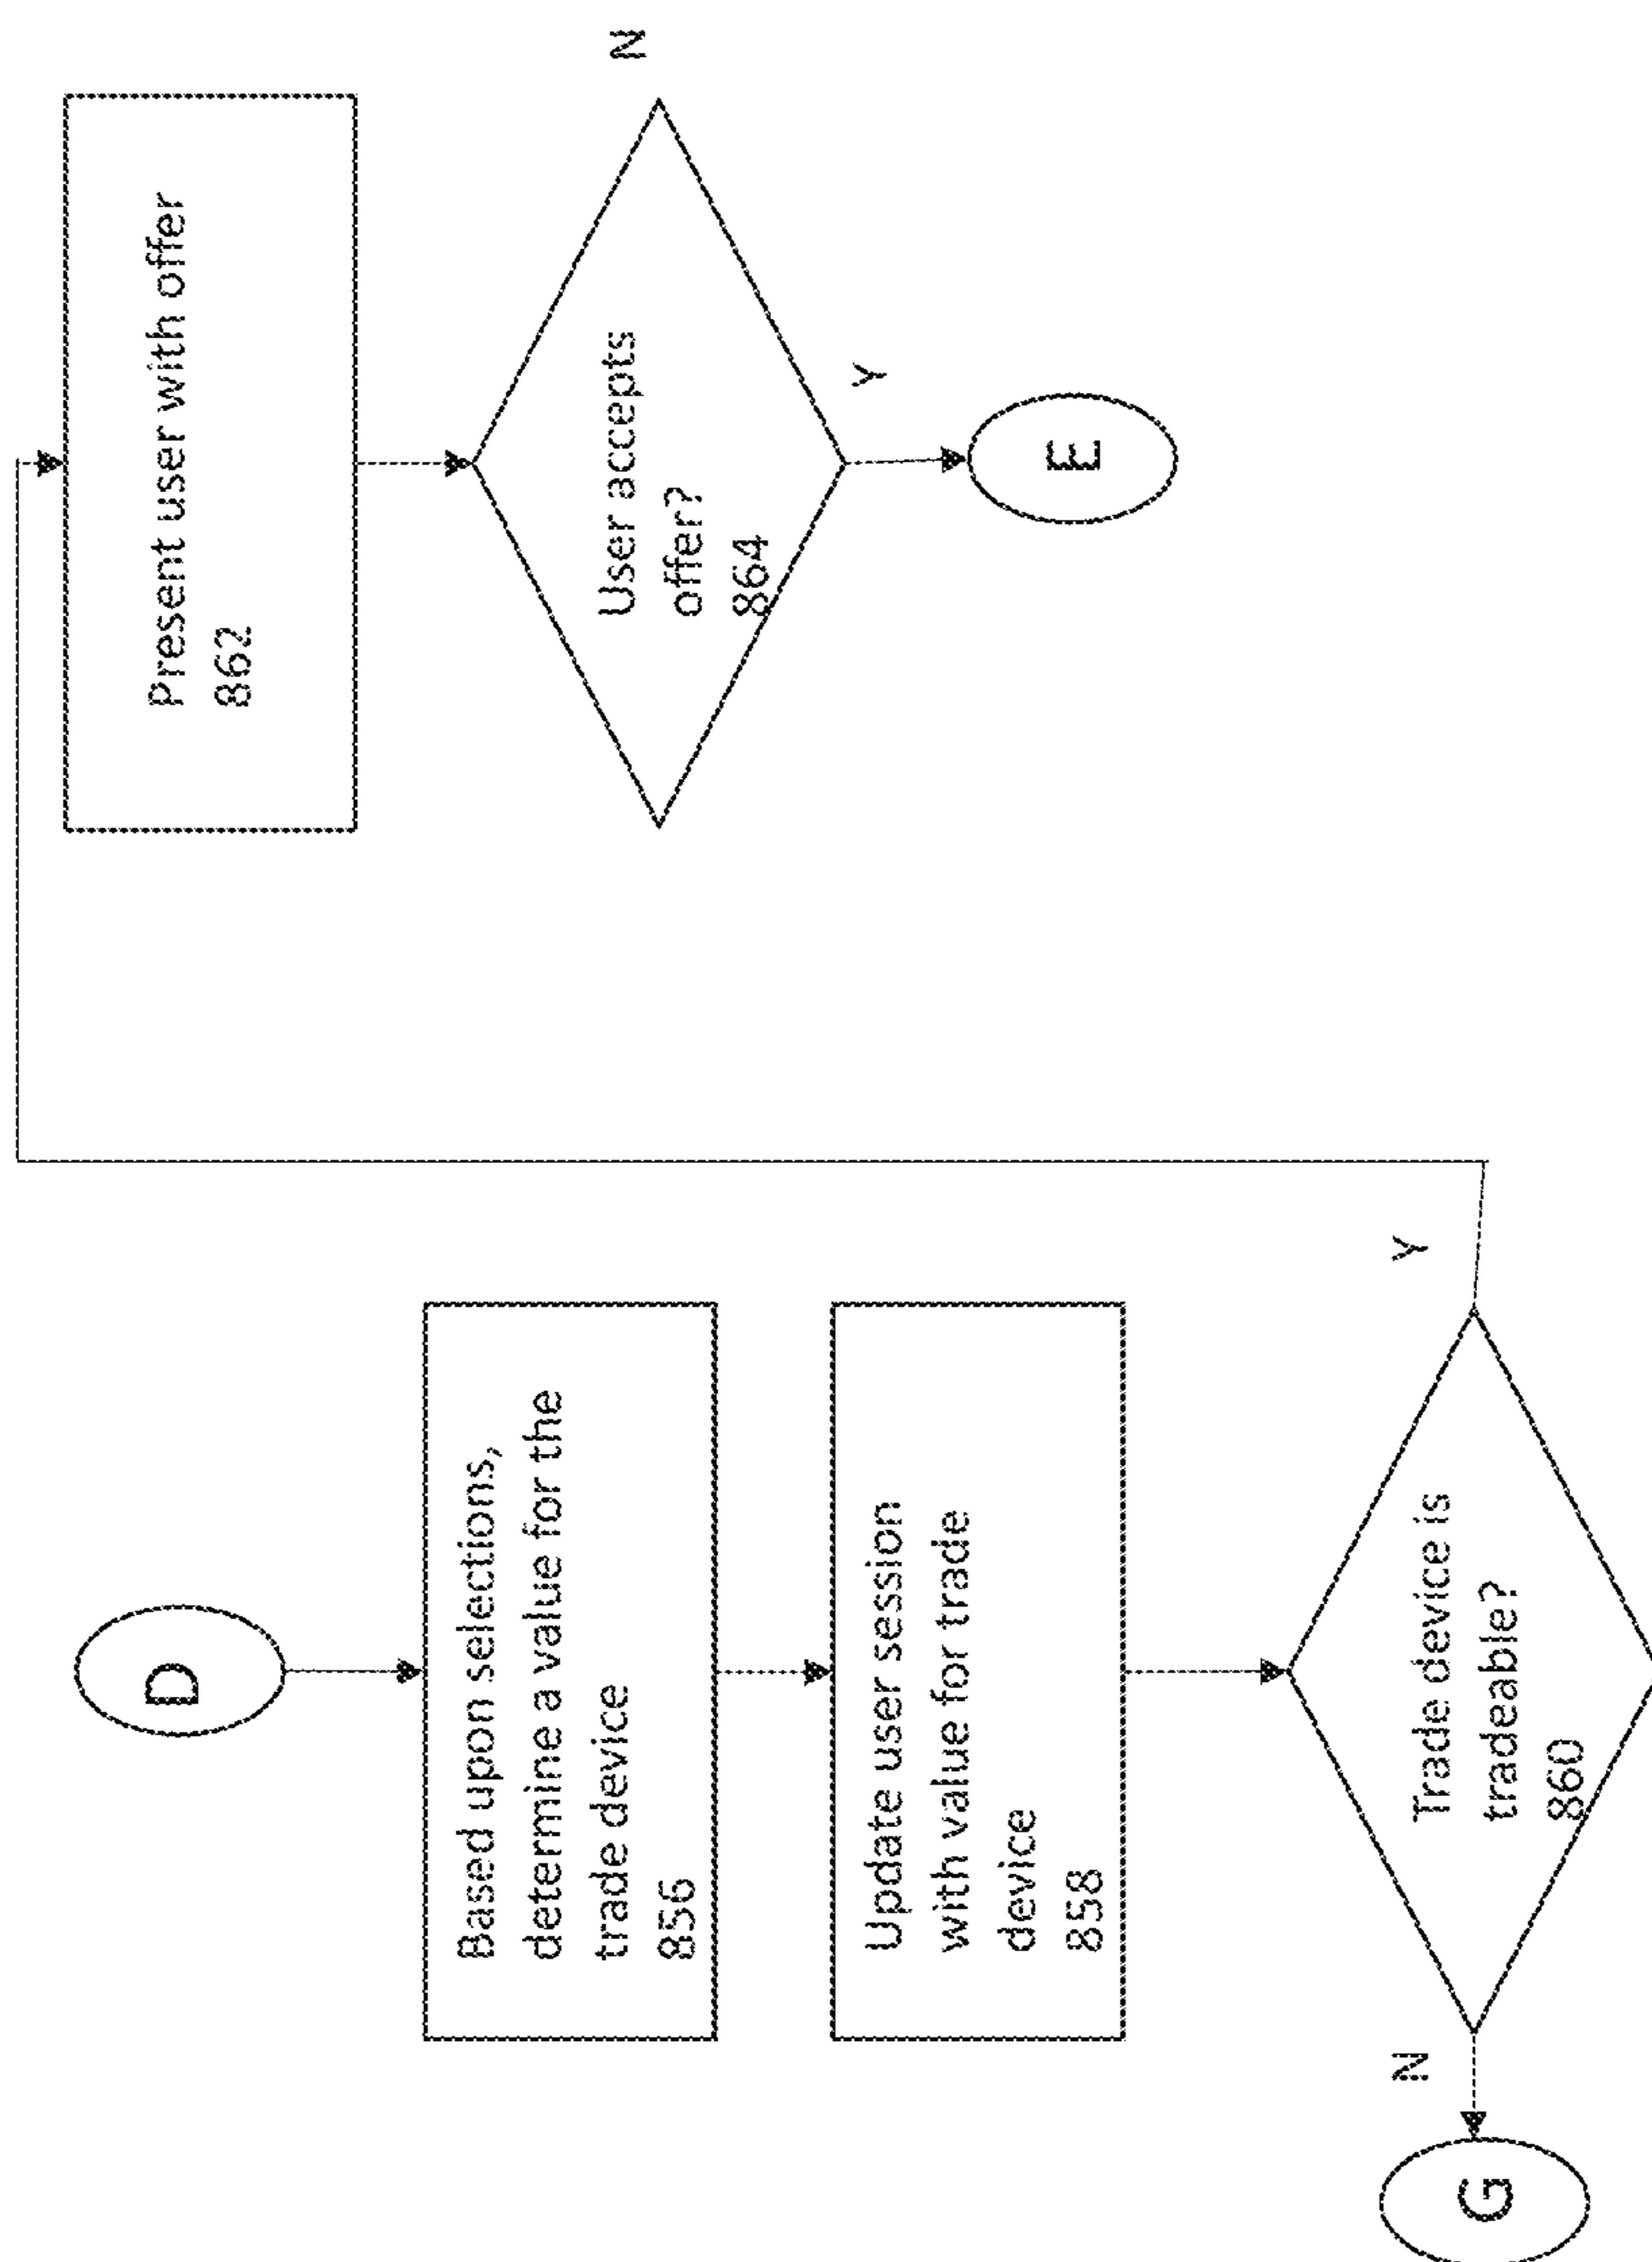 D
Based upon selections,
determine a value for the
trade device
856
Update user session
with value for trade
device
858
Trade device is
tradeable?
860
N
G
Y
Present user with offer
862
User accepts
offer?
864
N
Y
E